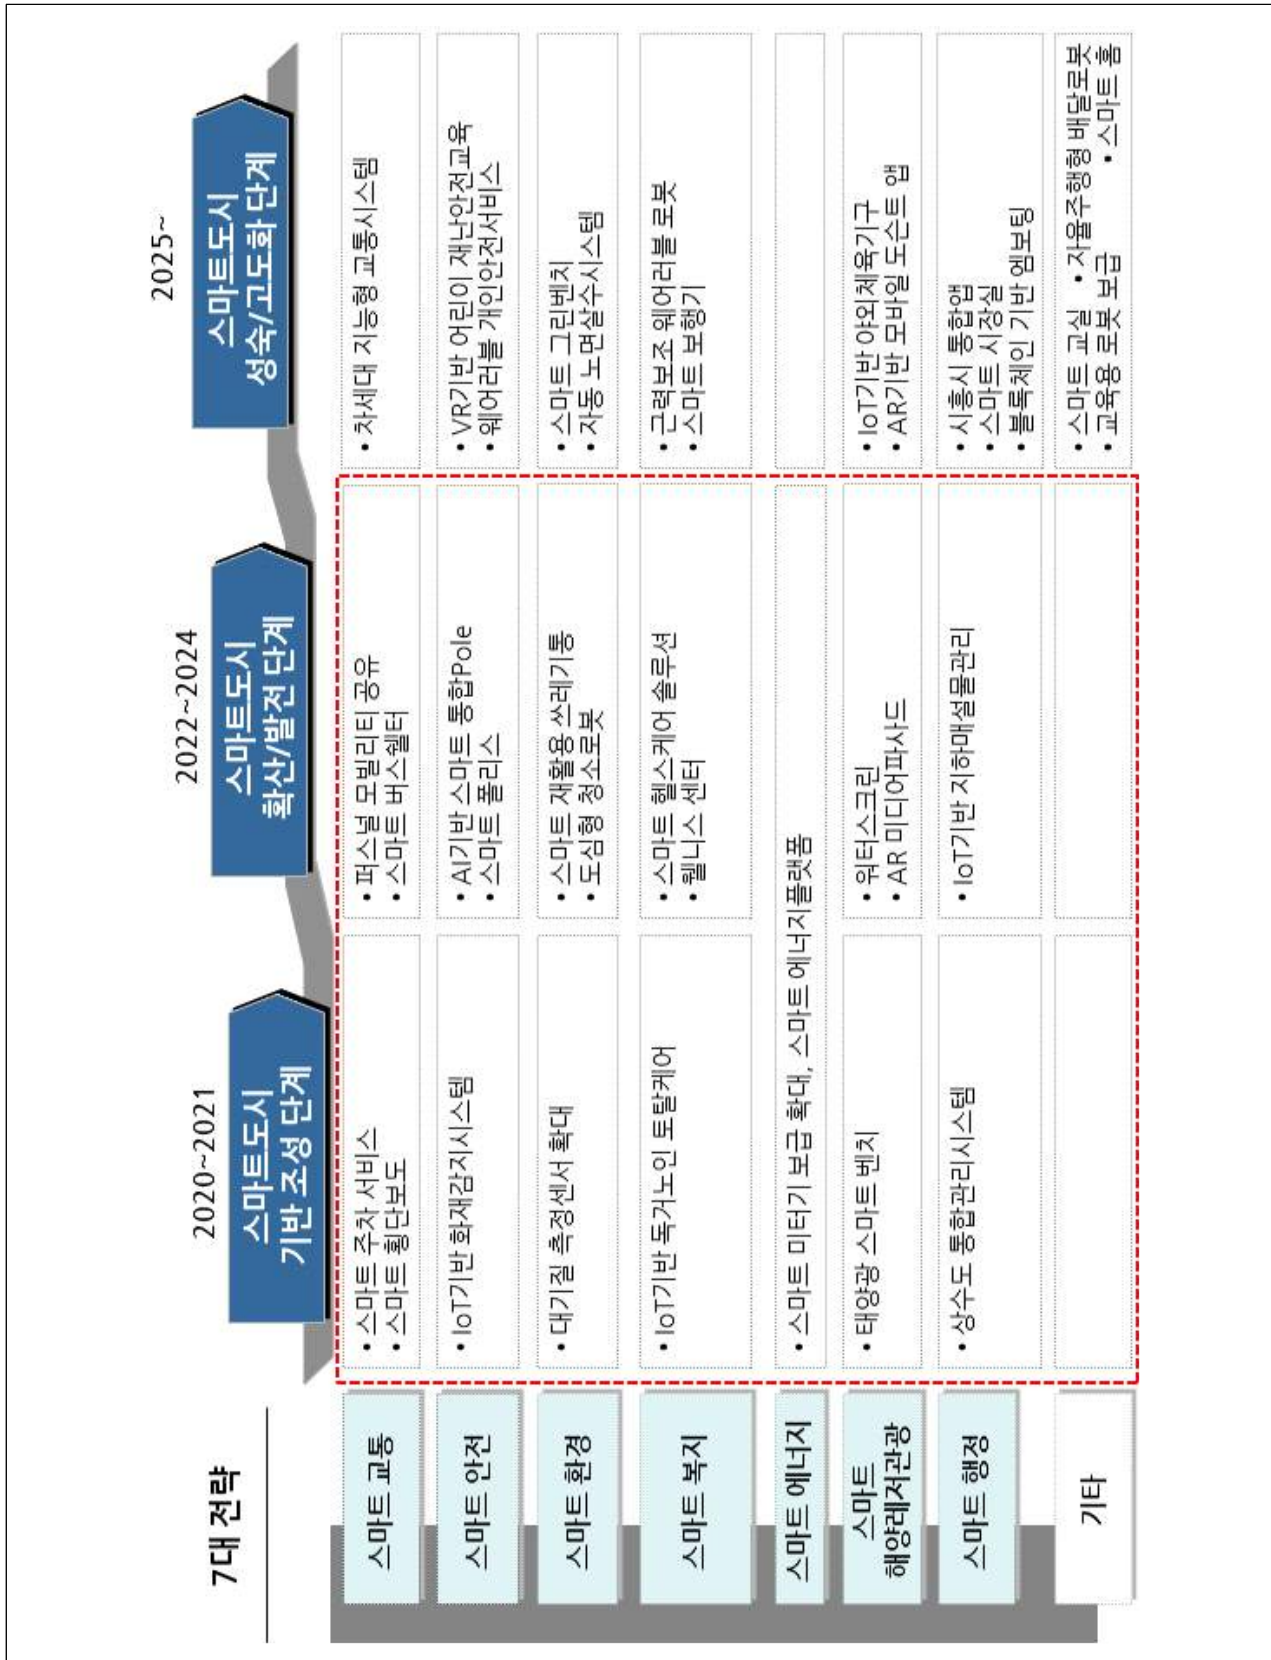 7대 전략
2020~2021
스마트도시
기반 조성 단계
2022~2024
스마트도시
확산/발전 단계
2025~
스마트도시
성숙/고도화 단계
스마트 교통
• 스마트 주차 서비스
• 스마트 횡단보도
• 퍼스널 모빌리티 공유
• 스마트 버스쉘터
• 차세대 지능형 교통시스템
스마트 안전
• IoT기반 화재감지시스템
• AI기반 스마트 통합Pole
• 스마트 폴리스
• VR기반 어린이 재난안전교육
• 웨어러블 개인안전서비스
스마트 환경
• 대기질 측정센서 확대
• 스마트 재활용 쓰레기통
• 도심형 청소로봇
• 스마트 그린벤치
• 자동 노면살수시스템
스마트 복지
• IoT기반 독거노인 토탈케어
• 스마트 헬스케어 솔루션
• 웰니스 센터
• 근력보조 웨어러블 로봇
• 스마트 보행기
스마트 에너지
• 스마트 미터기 보급 확대, 스마트 에너지플랫폼
스마트
해양레저관광
• 태양광 스마트 벤치
• 워터스크린
• AR 미디어파사드
• IoT기반 야외체육기구
• AR기반 모바일 도슨트 앱
스마트 행정
• 상수도 통합관리시스템
• IoT기반 지하매설물관리
• 시흥시 통합앱
• 스마트 시장실
• 블록체인 기반 엠보팅
기타
• 스마트 교실 • 자율주행형 배달로봇
• 교육용 로봇 보급 • 스마트 홈